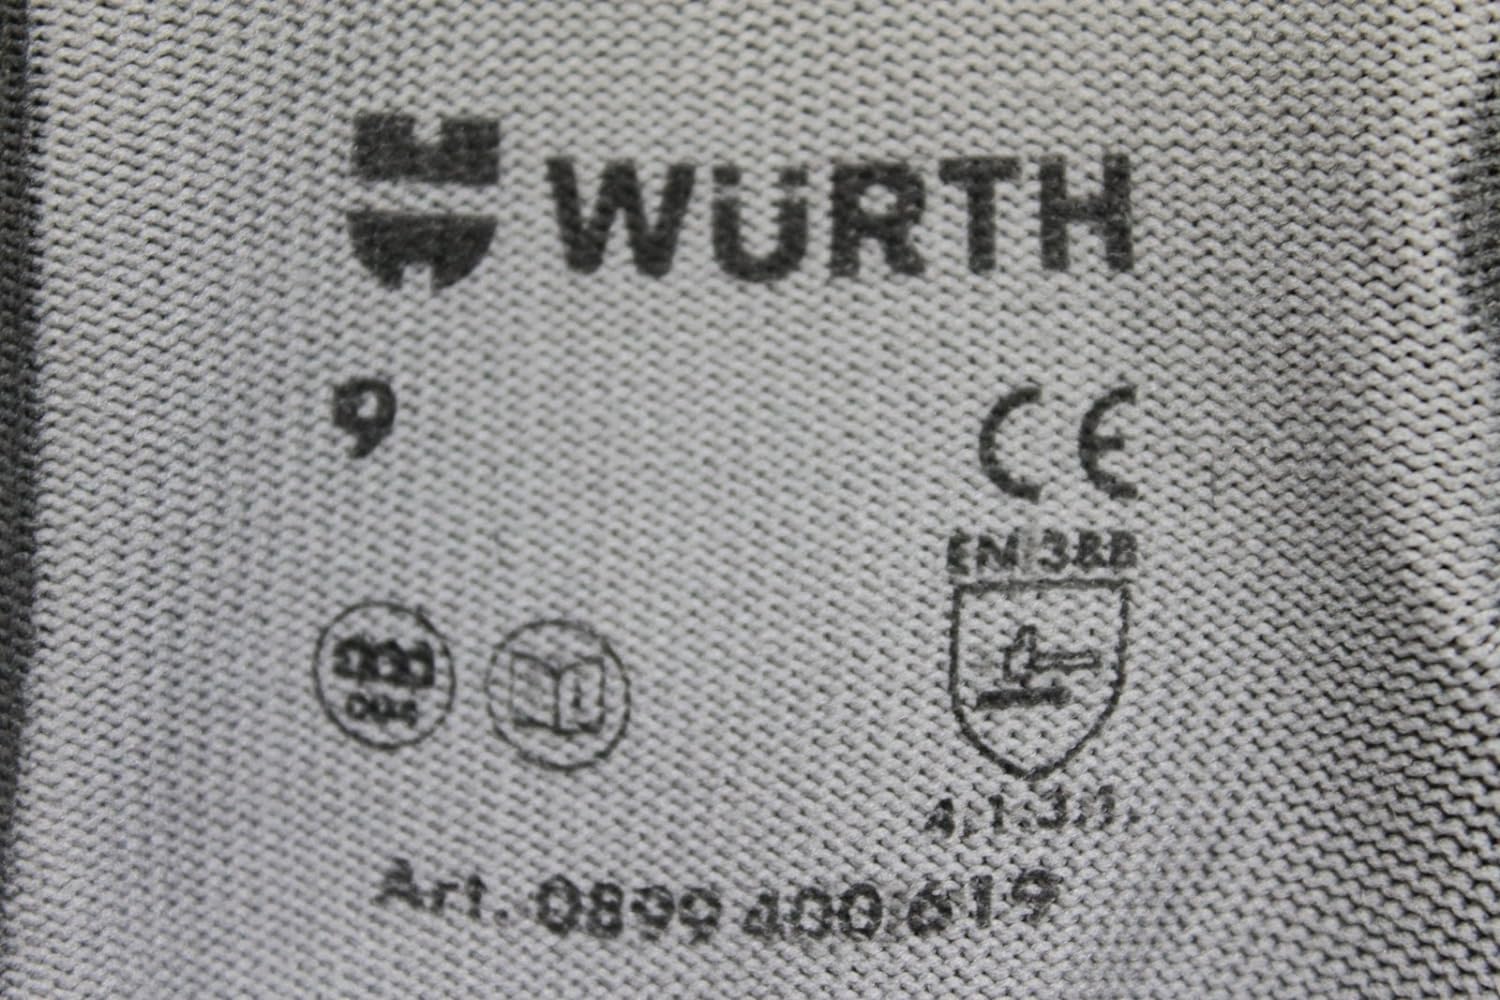 WÜRTH
9
CE
EN 388
4.1.3.1.
Art. 0899 400 619